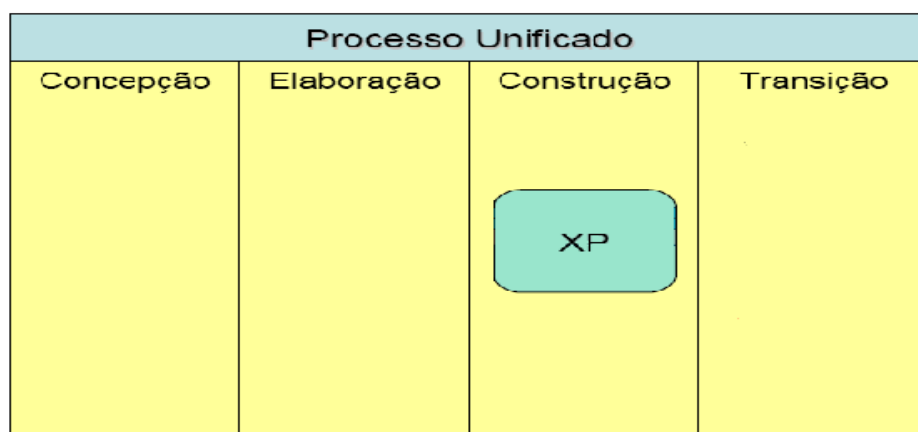 Processo Unificado
Concepção Elaboração Construção Transição
XP